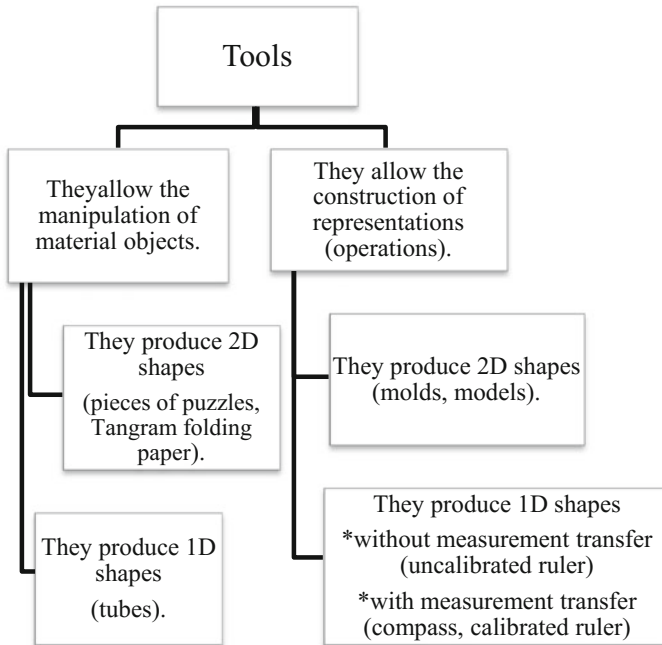 Tools
Theyallow the
manipulation of
material objects.
They allow the
construction of
representations
(operations).
They produce 2D
shapes
(pieces of puzzles,
Tangram folding
paper).
They produce 2D shapes
(molds, models).
They produce 1D
shapes
(tubes).
They produce 1D shapes
*without measurement transfer
(uncalibrated ruler)
*with measurement transfer
(compass, calibrated ruler)